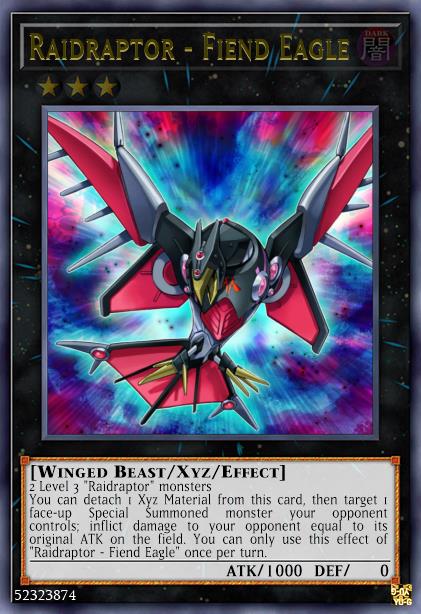 Raidraptor - Fiend Eagle
DARK
闇
[Winged Beast/Xyz/Effect]
2 Level 3 "Raidraptor" monsters
You can detach 1 Xyz Material from this card, then target 1
face-up Special Summoned monster your opponent
controls; inflict damage to your opponent equal to its
original ATK on the field. You can only use this effect of
"Raidraptor - Fiend Eagle" once per turn.
ATK/1000 DEF/ 0
52323874